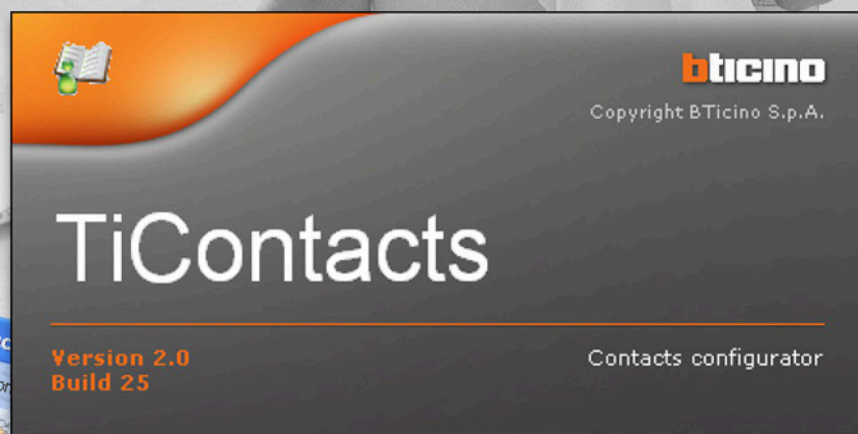 bticino
Copyright BTicino S.p.A.
TiContacts
Version 2.0
Contacts configurator
Build 25